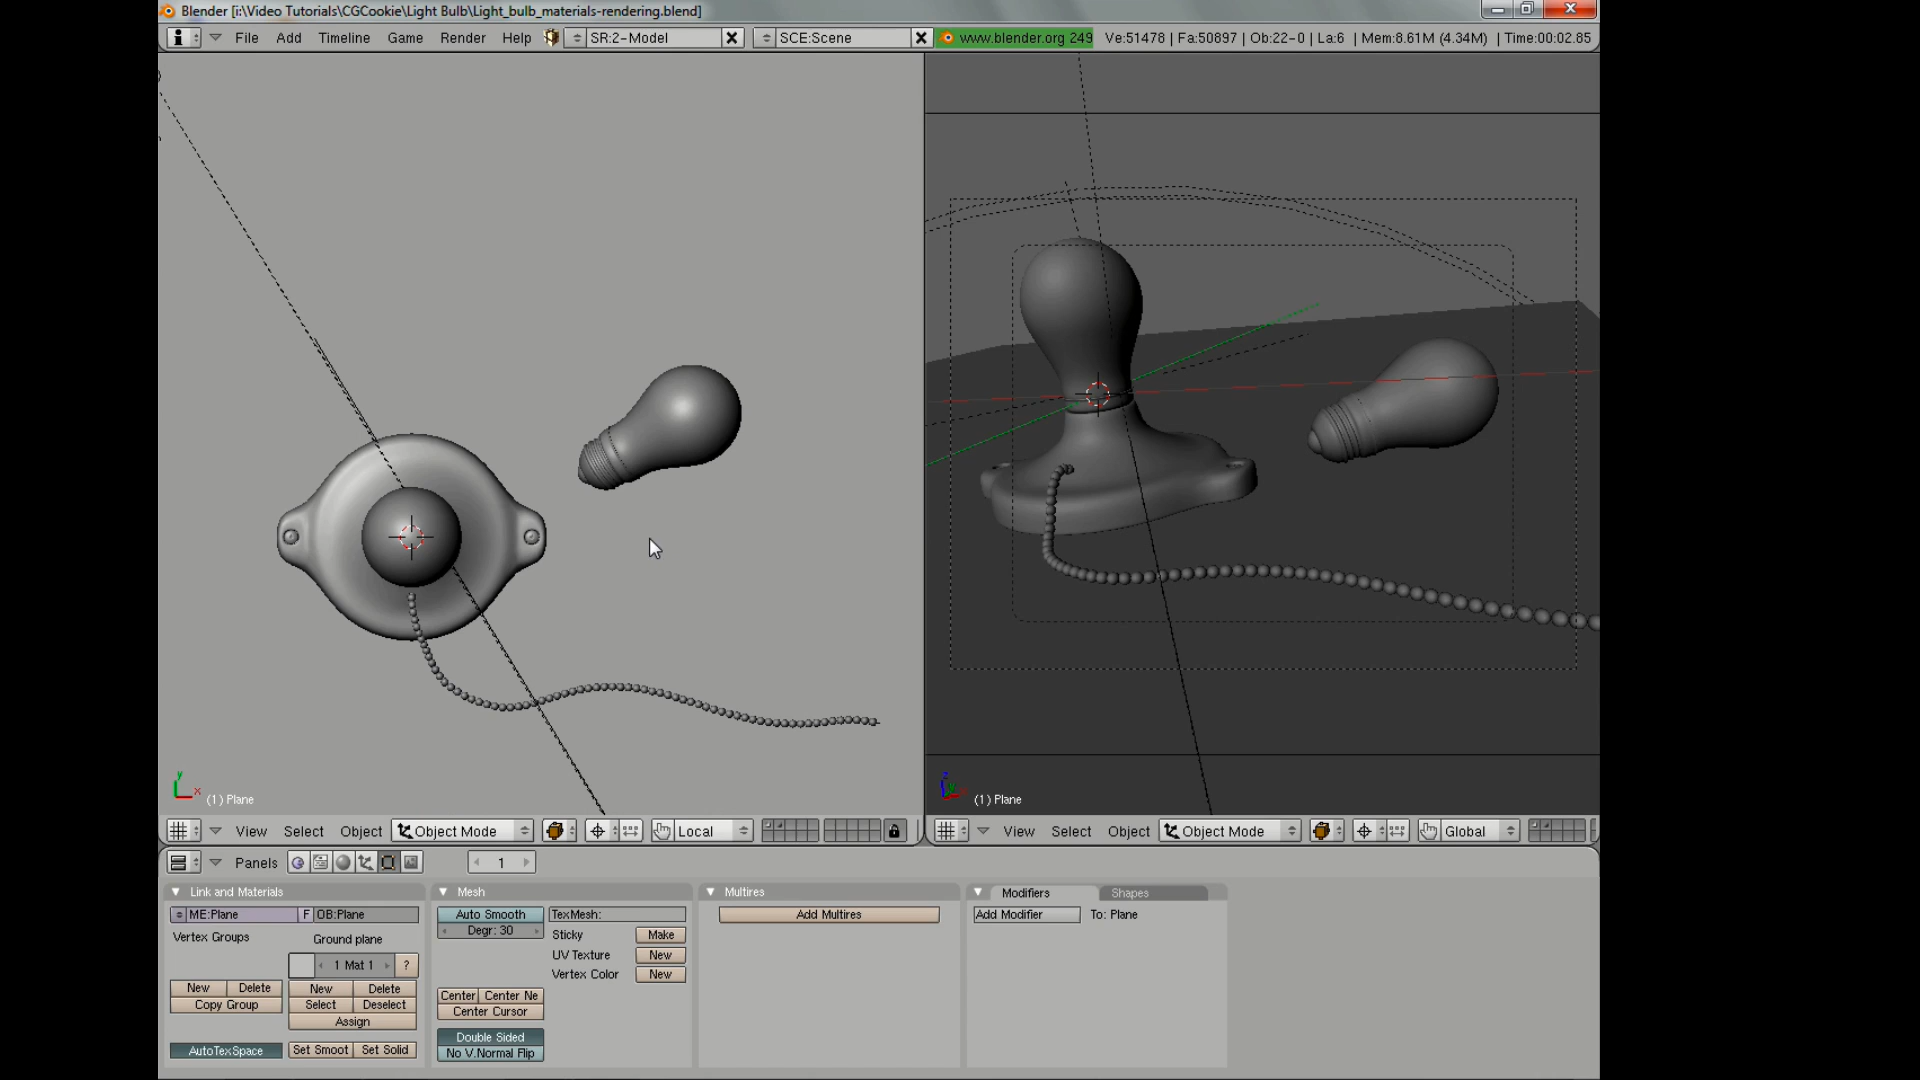 Blender [i:\Video Tutorials\CGCookie\Light Bulb\Light_bulb_materials-rendering.blend]
File Add Timeline Game Render Help SR:2-Model SCE:Scene www.blender.org 249 Ve:51478 | Fa:50897 | Ob:22-0 | La:6 | Mem:8.61M (4.34M) | Time:00:02.85
y
x
(1) Plane
z
(1) Plane
View Select Object Object Mode Local
View Select Object Object Mode Global
Panels 1
Link and Materials
ME:Plane F OB:Plane
Vertex Groups
Ground plane
1 Mat 1 ?
New Delete
Copy Group
New Delete
Select Deselect
Assign
AutoTexSpace
Set Smoot Set Solid
Mesh
Auto Smooth
Degr: 30
TexMesh:
Sticky Make
UV Texture New
Vertex Color New
Center Center Ne
Center Cursor
Double Sided
No V.Normal Flip
Multires
Add Multires
Modifiers Shapes
Add Modifier To: Plane